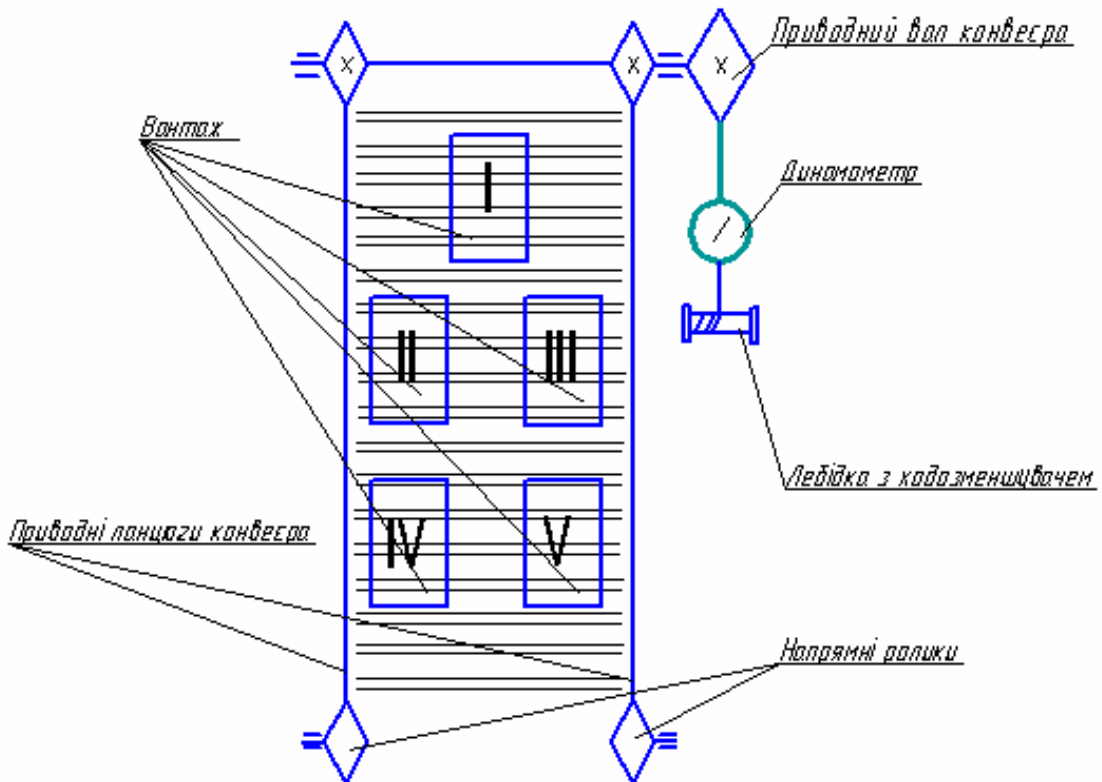 Приводний вал конвеєра
Вантаж
I
Динамометр
II
III
Лебідка з ходозменшувачем
Приводні ланцюги конвеєра
IV
V
Напрямні ролики